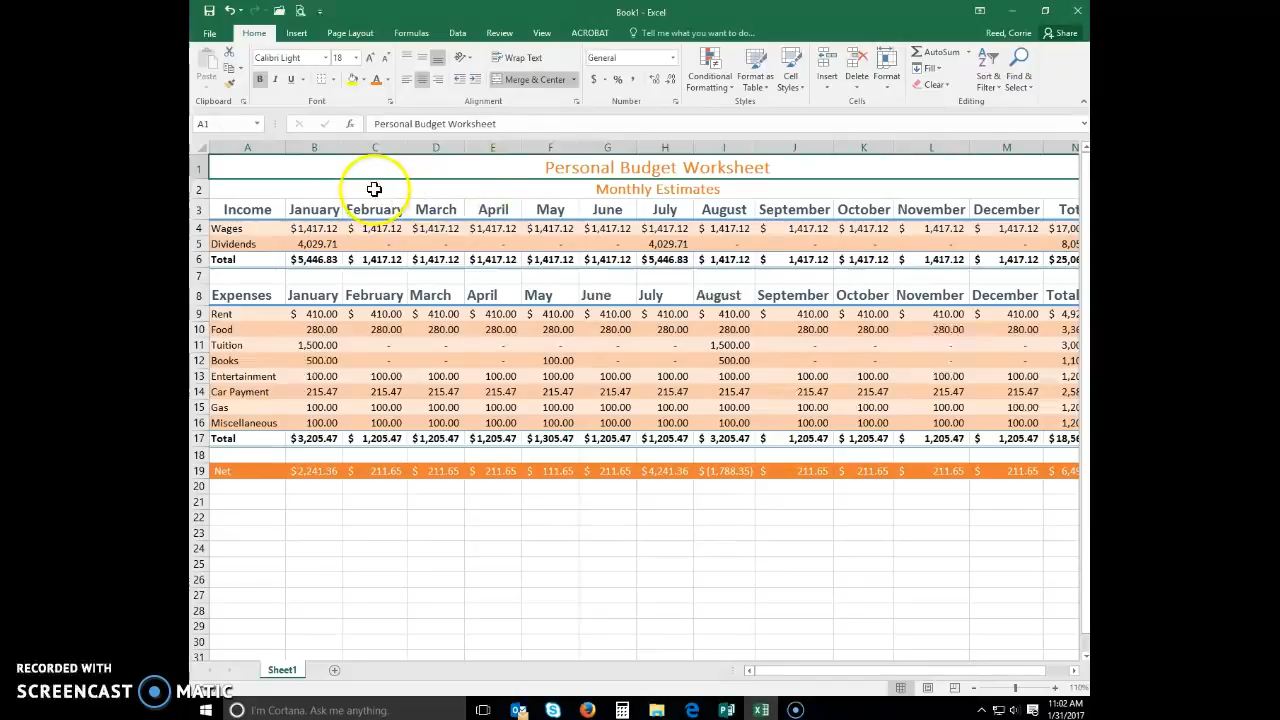 Book1 - Excel
File Home Insert Page Layout Formulas Data Review View ACROBAT Tell me what you want to do... Reed, Corrie Share
Calibri Light 18 Wrap Text General AutoSum
Paste B I U Merge & Center $ % , Conditional Formatting Format as Table Cell Styles Insert Delete Format Fill Clear Sort & Filter Find & Select
Clipboard Font Alignment Number Styles Cells Editing
A1 fx Personal Budget Worksheet
A B C D E F G H I J K L M N
1 Personal Budget Worksheet
2 Monthly Estimates
3 Income January February March April May June July August September October November December Tot
4 Wages $1,417.12 $ 1,417.12 $1,417.12 $1,417.12 $1,417.12 $1,417.12 $1,417.12 $ 1,417.12 $ 1,417.12 $ 1,417.12 $ 1,417.12 $ 1,417.12 $17,00
5 Dividends 4,029.71 - - - - - 4,029.71 - - - - - 8,05
6 Total $5,446.83 $ 1,417.12 $1,417.12 $1,417.12 $1,417.12 $1,417.12 $5,446.83 $ 1,417.12 $ 1,417.12 $ 1,417.12 $ 1,417.12 $ 1,417.12 $25,06
7
8 Expenses January February March April May June July August September October November December Total
9 Rent $ 410.00 $ 410.00 $ 410.00 $ 410.00 $ 410.00 $ 410.00 $ 410.00 $ 410.00 $ 410.00 $ 410.00 $ 410.00 $ 410.00 $ 4,92
10 Food 280.00 280.00 280.00 280.00 280.00 280.00 280.00 280.00 280.00 280.00 280.00 280.00 3,36
11 Tuition 1,500.00 - - - - - - 1,500.00 - - - - 3,00
12 Books 500.00 - - - 100.00 - - 500.00 - - - - 1,10
13 Entertainment 100.00 100.00 100.00 100.00 100.00 100.00 100.00 100.00 100.00 100.00 100.00 100.00 1,20
14 Car Payment 215.47 215.47 215.47 215.47 215.47 215.47 215.47 215.47 215.47 215.47 215.47 215.47 2,58
15 Gas 100.00 100.00 100.00 100.00 100.00 100.00 100.00 100.00 100.00 100.00 100.00 100.00 1,20
16 Miscellaneous 100.00 100.00 100.00 100.00 100.00 100.00 100.00 100.00 100.00 100.00 100.00 100.00 1,20
17 Total $3,205.47 $ 1,205.47 $1,205.47 $1,205.47 $1,305.47 $1,205.47 $1,205.47 $ 3,205.47 $ 1,205.47 $ 1,205.47 $ 1,205.47 $ 1,205.47 $18,56
18
19 Net $2,241.36 $ 211.65 $ 211.65 $ 211.65 $ 111.65 $ 211.65 $4,241.36 $(1,788.35) $ 211.65 $ 211.65 $ 211.65 $ 211.65 $ 6,49
20
21
22
23
24
25
26
27
28
29
30
31
Sheet1
110%
RECORDED WITH
SCREENCAST MATIC
I'm Cortana. Ask me anything.
11:02 AM
1/31/2017